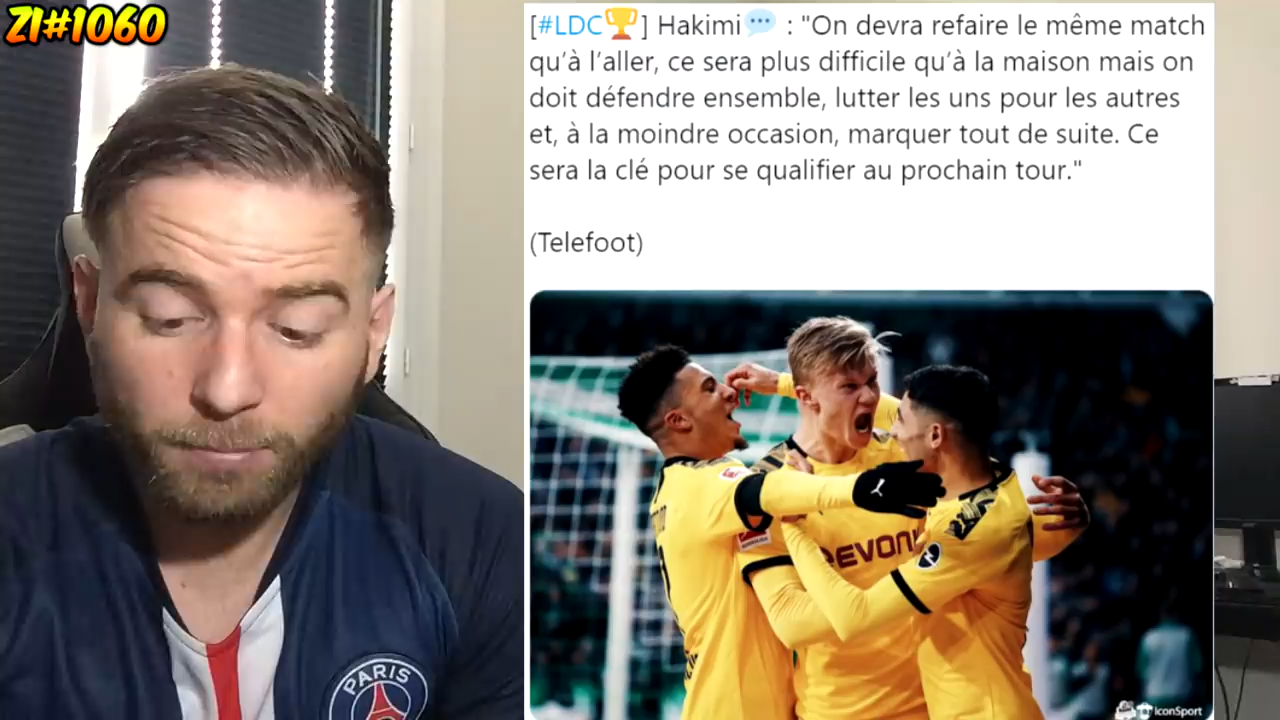 ZI#1060
[#LDC🏆] Hakimi💬 : "On devra refaire le même match
qu’à l’aller, ce sera plus difficile qu’à la maison mais on
doit défendre ensemble, lutter les uns pour les autres
et, à la moindre occasion, marquer tout de suite. Ce
sera la clé pour se qualifier au prochain tour."
(Telefoot)
EVONI
PARIS
IconSport